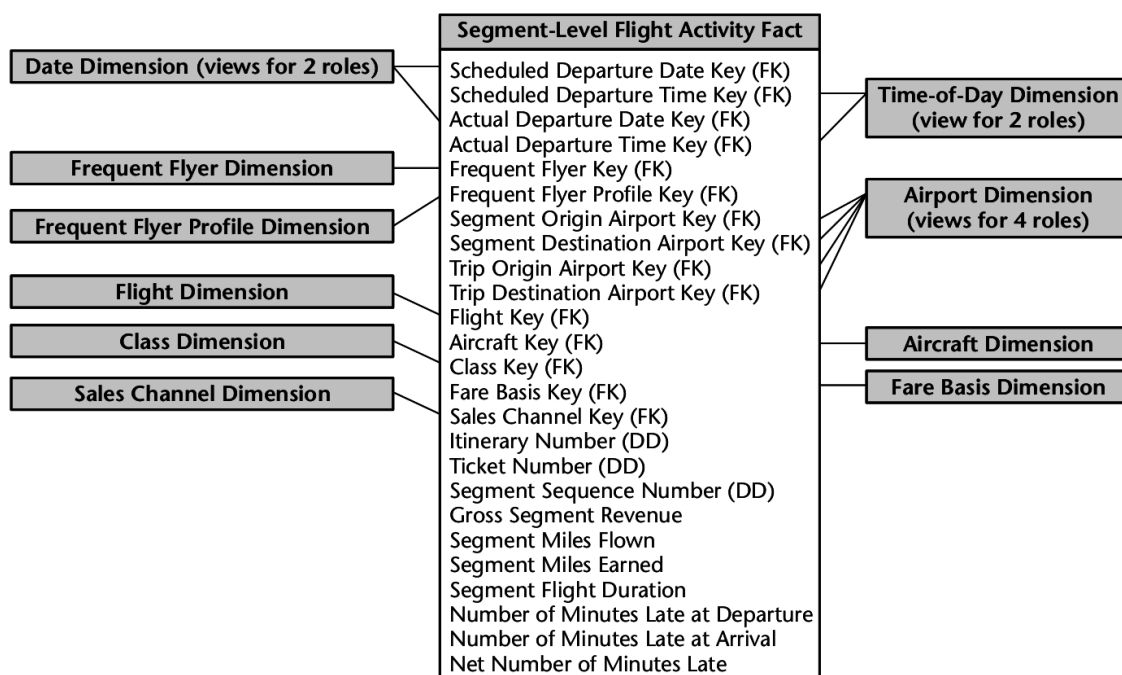 Segment-Level Flight Activity Fact
Date Dimension (views for 2 roles)
Frequent Flyer Dimension
Frequent Flyer Profile Dimension
Flight Dimension
Class Dimension
Sales Channel Dimension
Scheduled Departure Date Key (FK)
Scheduled Departure Time Key (FK)
Actual Departure Date Key (FK)
Actual Departure Time Key (FK)
Frequent Flyer Key (FK)
Frequent Flyer Profile Key (FK)
Segment Origin Airport Key (FK)
Segment Destination Airport Key (FK)
Trip Origin Airport Key (FK)
Trip Destination Airport Key (FK)
Flight Key (FK)
Aircraft Key (FK)
Class Key (FK)
Fare Basis Key (FK)
Sales Channel Key (FK)
Itinerary Number (DD)
Ticket Number (DD)
Segment Sequence Number (DD)
Gross Segment Revenue
Segment Miles Flown
Segment Miles Earned
Segment Flight Duration
Number of Minutes Late at Departure
Number of Minutes Late at Arrival
Net Number of Minutes Late
Time-of-Day Dimension
(view for 2 roles)
Airport Dimension
(views for 4 roles)
Aircraft Dimension
Fare Basis Dimension